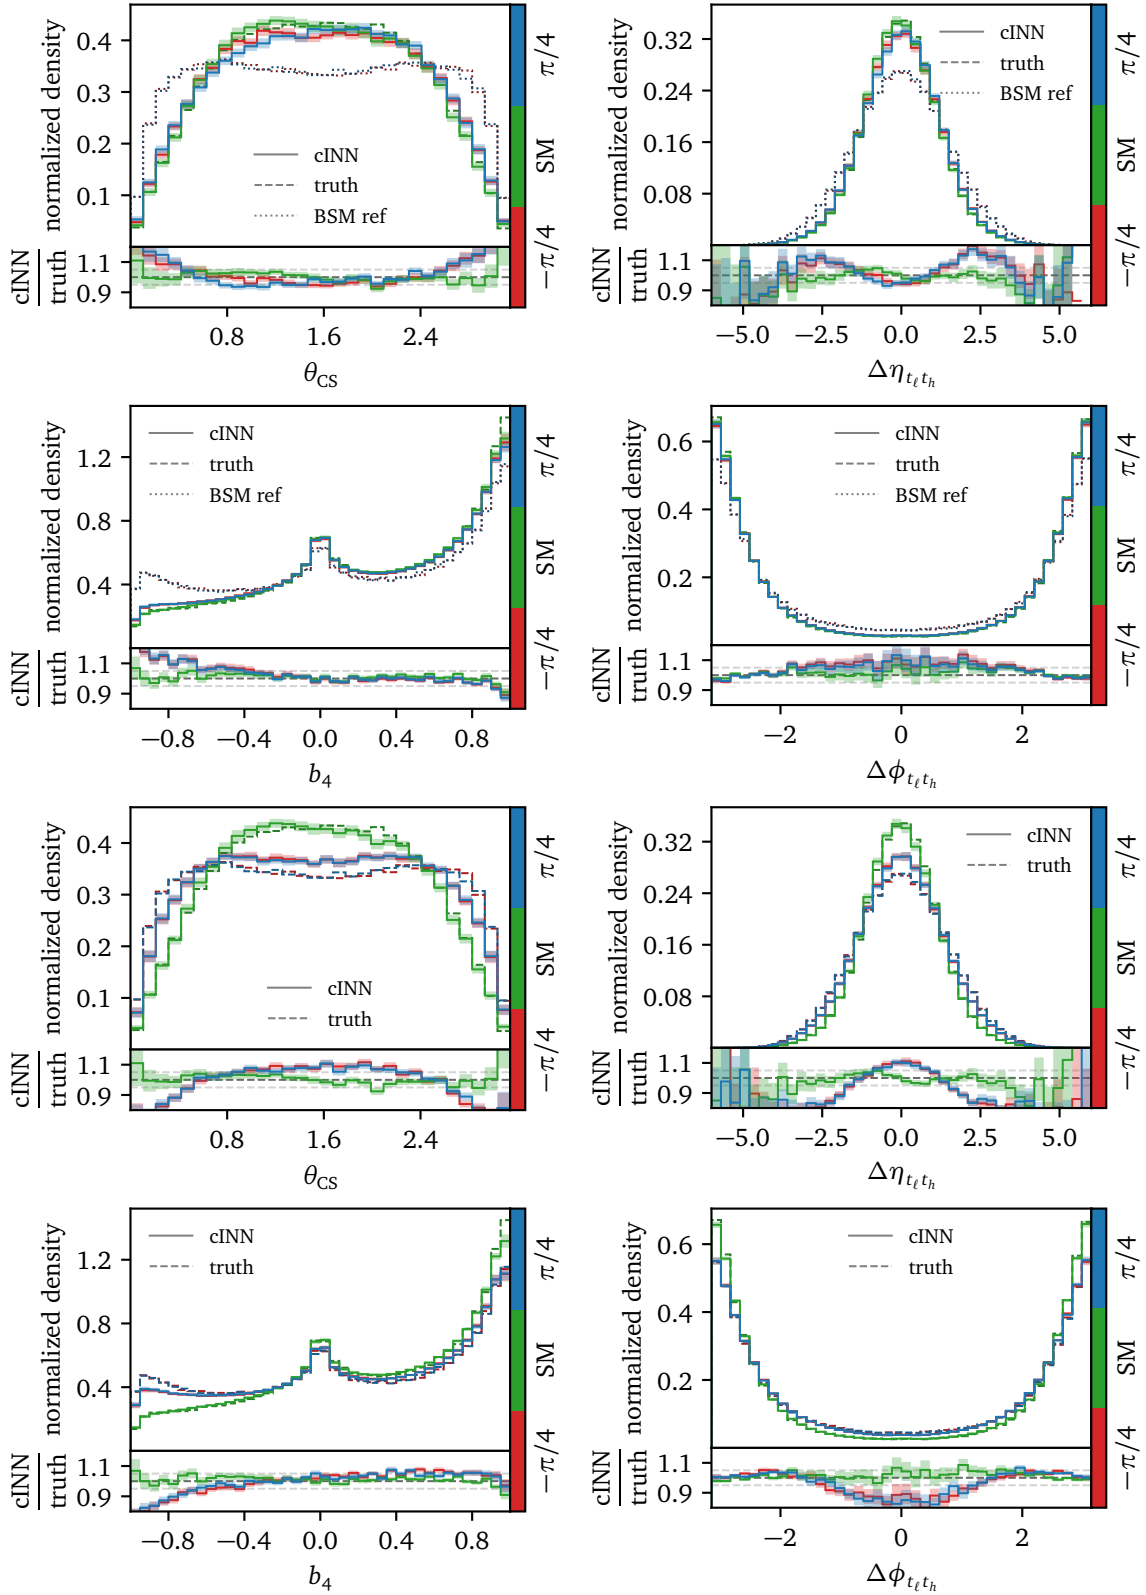 normalized density
0.4
0.3
0.2
0.1
cINN
truth
BSM ref
cINN
truth
1.1
0.9
0.8 1.6 2.4
θCS
π/4
SM
−π/4
normalized density
0.32
0.24
0.16
0.08
cINN
truth
BSM ref
cINN
truth
1.1
0.9
−5.0 −2.5 0.0 2.5 5.0
Δηtℓth
π/4
SM
−π/4
normalized density
1.2
0.8
0.4
cINN
truth
BSM ref
cINN
truth
1.1
0.9
−0.8 −0.4 0.0 0.4 0.8
b4
π/4
SM
−π/4
normalized density
0.6
0.4
0.2
cINN
truth
BSM ref
cINN
truth
1.1
0.9
−2 0 2
Δϕtℓth
π/4
SM
−π/4
normalized density
0.4
0.3
0.2
0.1
cINN
truth
cINN
truth
1.1
0.9
0.8 1.6 2.4
θCS
π/4
SM
−π/4
normalized density
0.32
0.24
0.16
0.08
cINN
truth
cINN
truth
1.1
0.9
−5.0 −2.5 0.0 2.5 5.0
Δηtℓth
π/4
SM
−π/4
normalized density
1.2
0.8
0.4
cINN
truth
cINN
truth
1.1
0.9
−0.8 −0.4 0.0 0.4 0.8
b4
π/4
SM
−π/4
normalized density
0.6
0.4
0.2
cINN
truth
cINN
truth
1.1
0.9
−2 0 2
Δϕtℓth
π/4
SM
−π/4